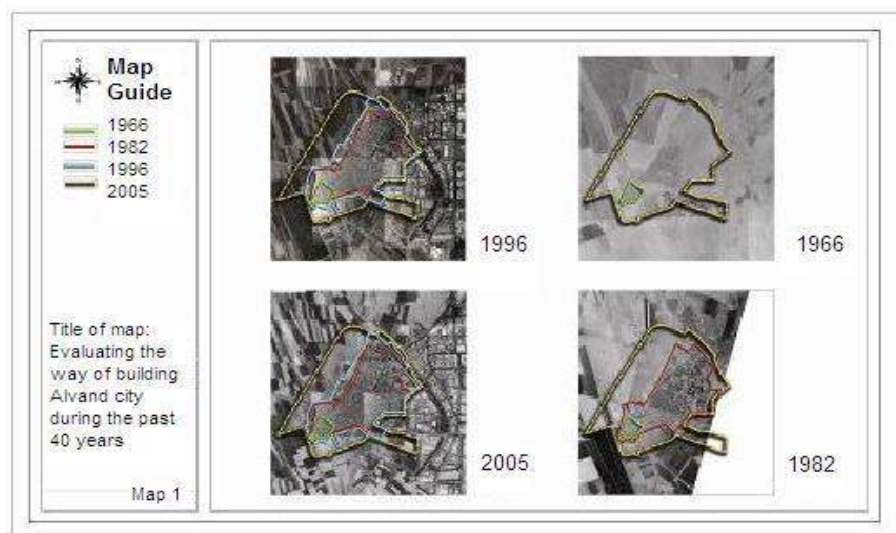 Map
Guide
1966
1982
1996
2005
Title of map:
Evaluating the
way of building
Alvand city
during the past
40 years
Map 1
1996
1966
2005
1982